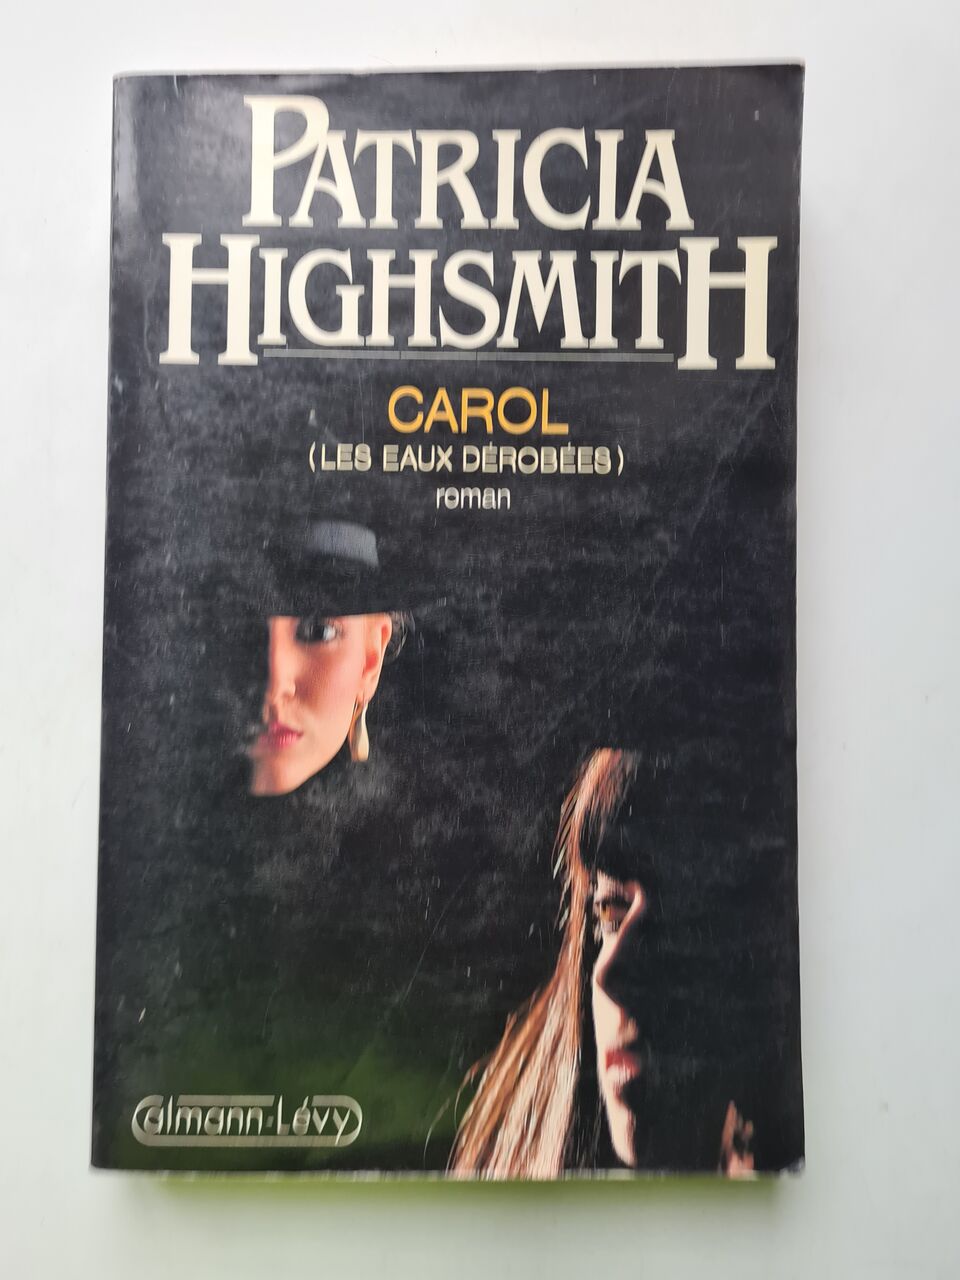 PATRICIA
HIGHSMITH
CAROL
(LES EAUX DÉROBÉES)
roman
Calmann-Lévy